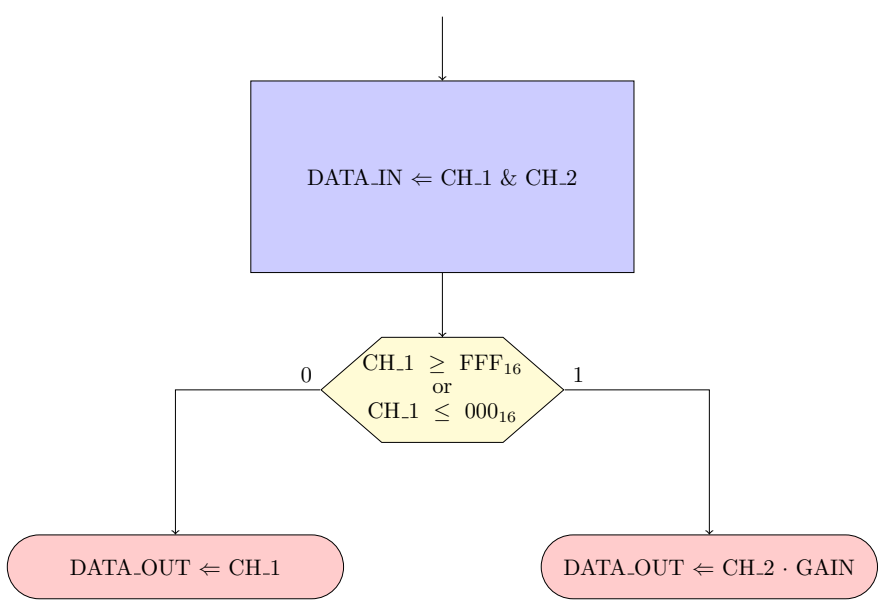 DATA_IN ⇐ CH_1 & CH_2
CH_1 ≥ FFF₁₆
or
CH_1 ≤ 000₁₆
0
1
DATA_OUT ⇐ CH_1
DATA_OUT ⇐ CH_2 · GAIN